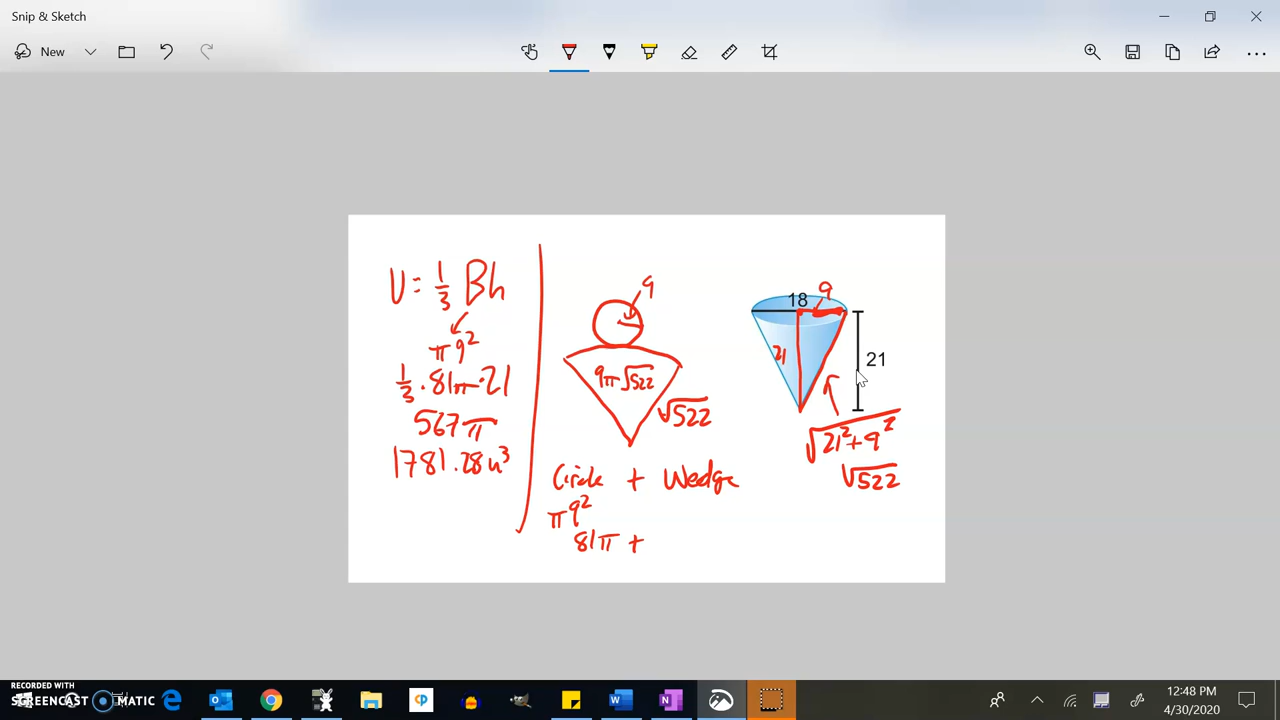 Snip & Sketch
New
V = 1/3 Bh
π9²
1/3 · 81π · 21
567π
1781.28u³
9
9π√522
√522
Circle + Wedge
π9²
81π +
18
9
21
21
√21²+9²
√522
RECORDED WITH
SCREENCAST MATIC
12:48 PM
4/30/2020